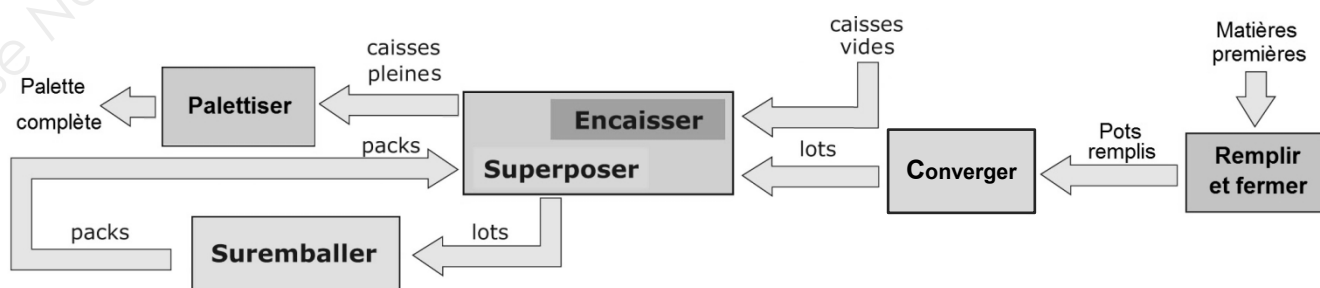 Matières
premières
Remplir
et fermer
Pots
remplis
Converger
caisses
vides
lots
Encaisser
Superposer
caisses
pleines
Palettiser
Palette
complète
lots
Suremballer
packs
packs